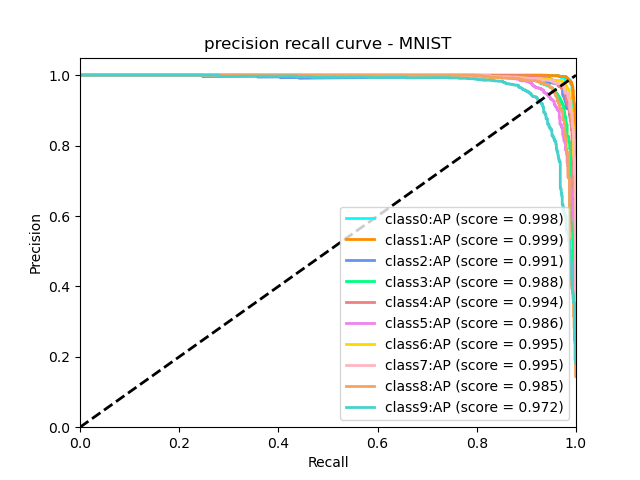 precision recall curve - MNIST
Precision
1.0
0.8
0.6
0.4
0.2
0.0
class0:AP (score = 0.998)
class1:AP (score = 0.999)
class2:AP (score = 0.991)
class3:AP (score = 0.988)
class4:AP (score = 0.994)
class5:AP (score = 0.986)
class6:AP (score = 0.995)
class7:AP (score = 0.995)
class8:AP (score = 0.985)
class9:AP (score = 0.972)
0.0 0.2 0.4 0.6 0.8 1.0
Recall